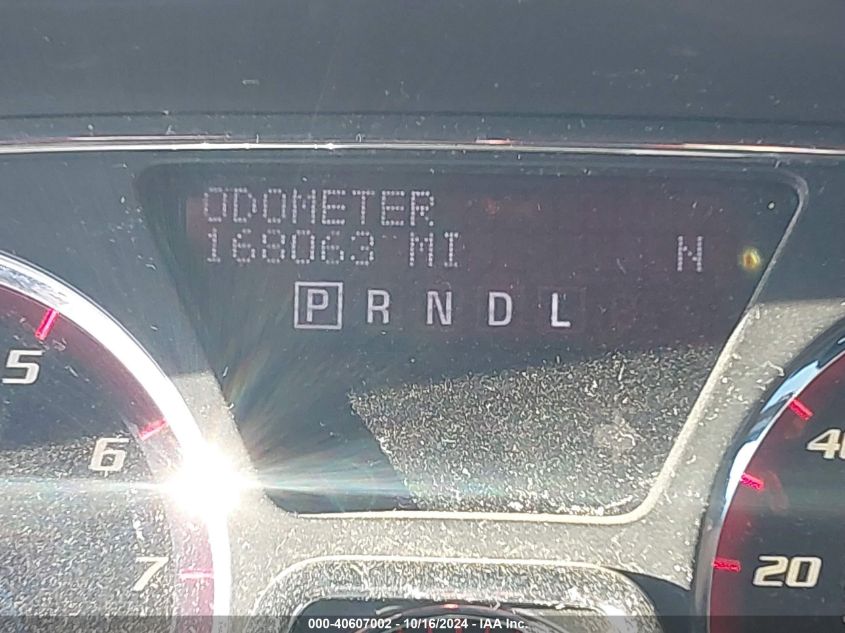 ODOMETER
168063 MI N
P R N D L
5
6
7
40
20
000-40607002 - 10/16/2024 - IAA Inc.